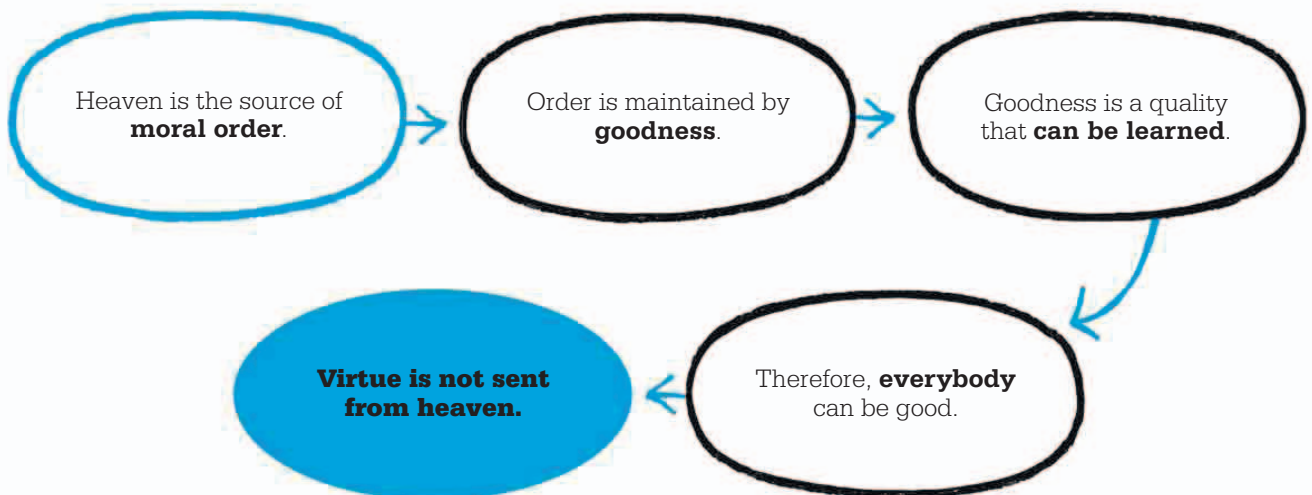 Heaven is the source of
moral order.
Order is maintained by
goodness.
Goodness is a quality
that can be learned.
Therefore, everybody
can be good.
Virtue is not sent
from heaven.